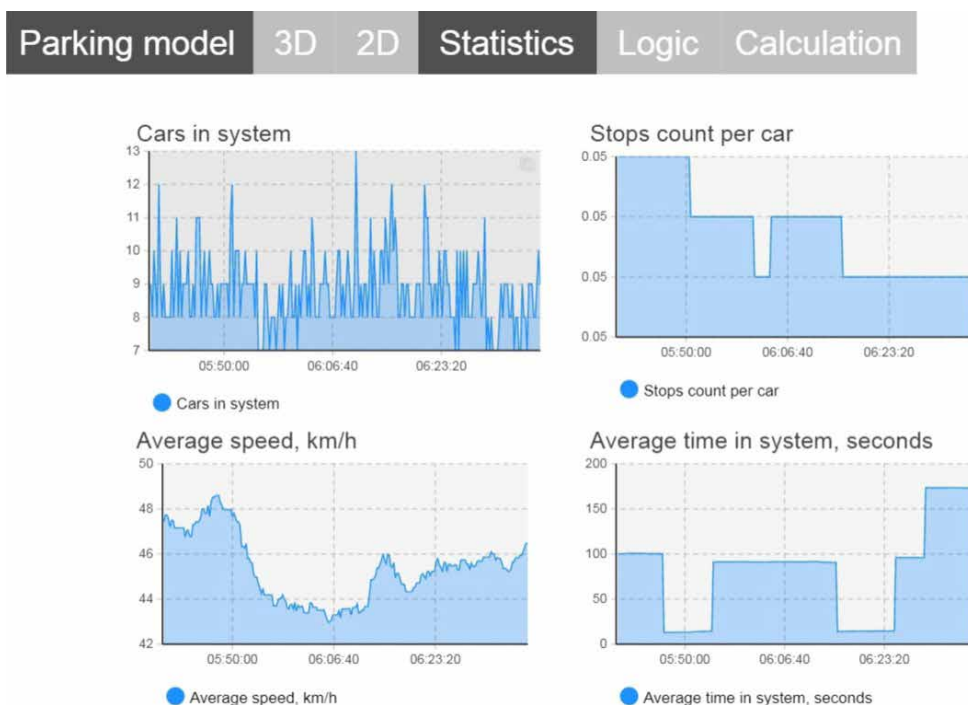 Parking model 3D 2D Statistics Logic Calculation
Cars in system
13
12
11
10
9
8
7
05:50:00 06:06:40 06:23:20
Cars in system
Stops count per car
0.05
0.05
0.05
0.05
05:50:00 06:06:40 06:23:20
Stops count per car
Average speed, km/h
50
48
46
44
42
05:50:00 06:06:40 06:23:20
Average speed, km/h
Average time in system, seconds
200
150
100
50
0
05:50:00 06:06:40 06:23:20
Average time in system, seconds